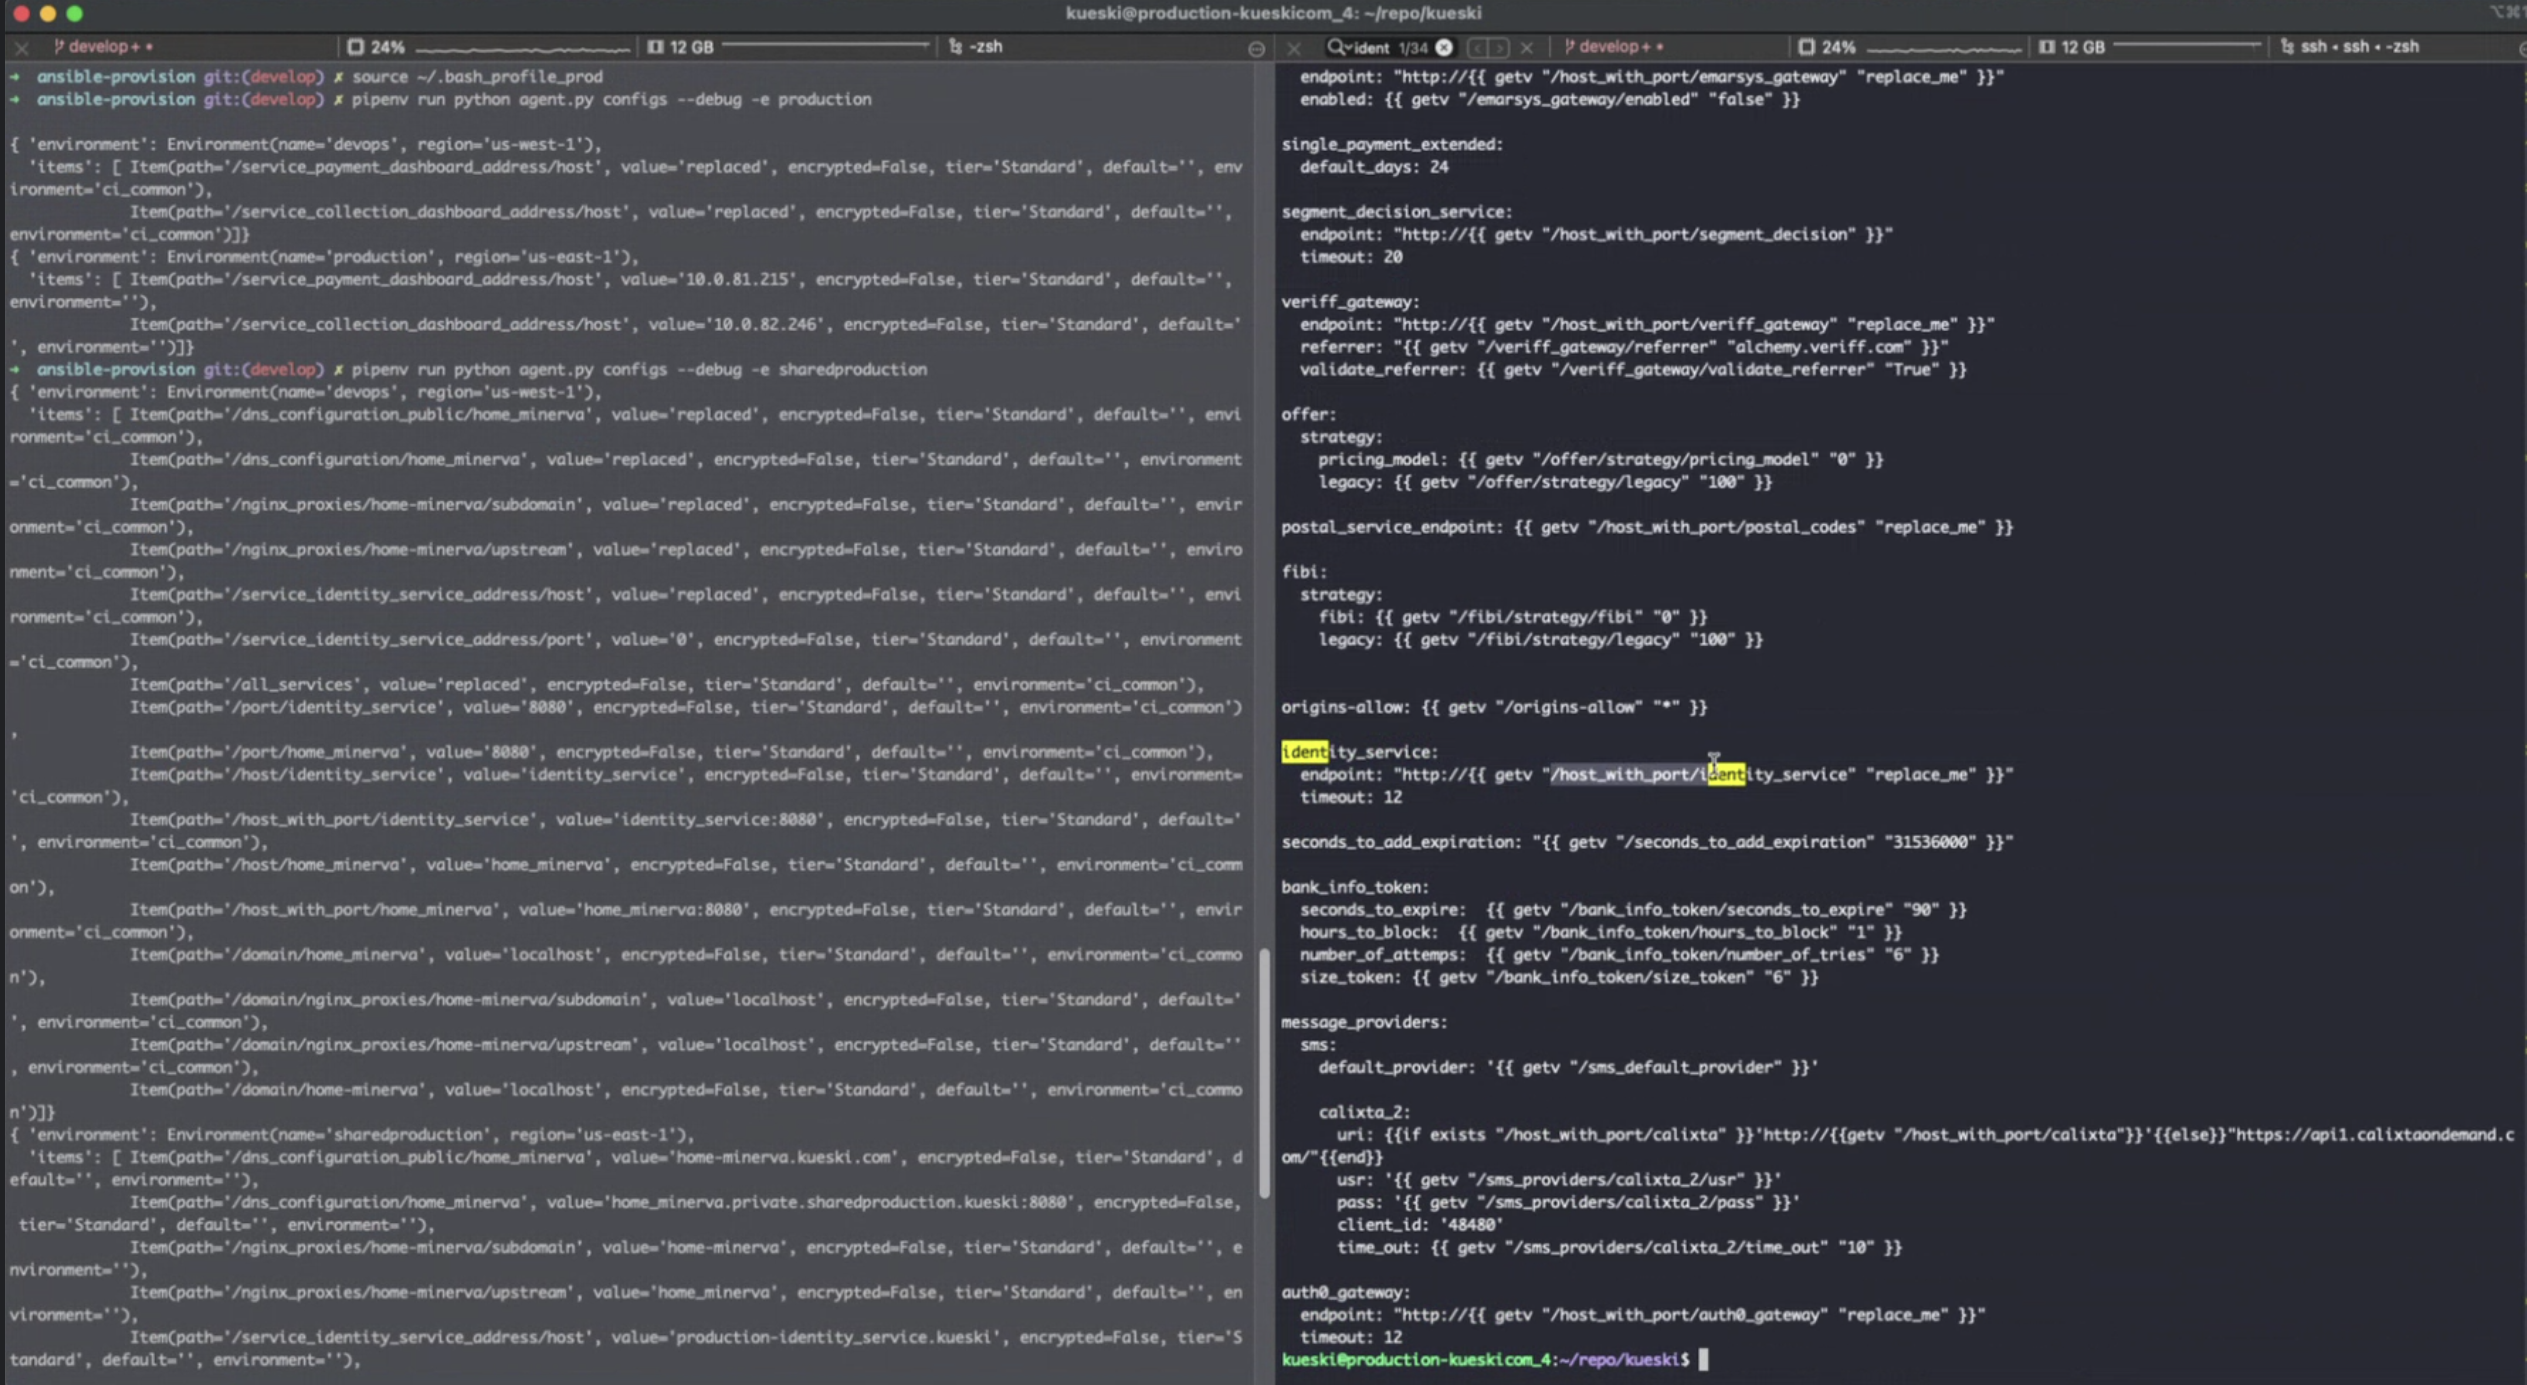 kueski@production-kueskicom_4: ~/repo/kueski
develop+ •
24%
12 GB
-zsh
➜ ansible-provision git:(develop) ✗ source ~/.bash_profile_prod
➜ ansible-provision git:(develop) ✗ pipenv run python agent.py configs --debug -e production
{ 'environment': Environment(name='devops', region='us-west-1'),
'items': [ Item(path='/service_payment_dashboard_address/host', value='replaced', encrypted=False, tier='Standard', default='', env
ironment='ci_common'),
Item(path='/service_collection_dashboard_address/host', value='replaced', encrypted=False, tier='Standard', default='',
environment='ci_common')]}
{ 'environment': Environment(name='production', region='us-east-1'),
'items': [ Item(path='/service_payment_dashboard_address/host', value='10.0.81.215', encrypted=False, tier='Standard', default='',
environment=''),
Item(path='/service_collection_dashboard_address/host', value='10.0.82.246', encrypted=False, tier='Standard', default='
', environment='')]}
➜ ansible-provision git:(develop) ✗ pipenv run python agent.py configs --debug -e sharedproduction
{ 'environment': Environment(name='devops', region='us-west-1'),
'items': [ Item(path='/dns_configuration_public/home_minerva', value='replaced', encrypted=False, tier='Standard', default='', envi
ronment='ci_common'),
Item(path='/dns_configuration/home_minerva', value='replaced', encrypted=False, tier='Standard', default='', environment
='ci_common'),
Item(path='/nginx_proxies/home-minerva/subdomain', value='replaced', encrypted=False, tier='Standard', default='', envir
onment='ci_common'),
Item(path='/nginx_proxies/home-minerva/upstream', value='replaced', encrypted=False, tier='Standard', default='', enviro
nment='ci_common'),
Item(path='/service_identity_service_address/host', value='replaced', encrypted=False, tier='Standard', default='', envi
ronment='ci_common'),
Item(path='/service_identity_service_address/port', value='0', encrypted=False, tier='Standard', default='', environment
='ci_common'),
Item(path='/all_services', value='replaced', encrypted=False, tier='Standard', default='', environment='ci_common'),
Item(path='/port/identity_service', value='8080', encrypted=False, tier='Standard', default='', environment='ci_common')
,
Item(path='/port/home_minerva', value='8080', encrypted=False, tier='Standard', default='', environment='ci_common'),
Item(path='/host/identity_service', value='identity_service', encrypted=False, tier='Standard', default='', environment=
'ci_common'),
Item(path='/host_with_port/identity_service', value='identity_service:8080', encrypted=False, tier='Standard', default='
', environment='ci_common'),
Item(path='/host/home_minerva', value='home_minerva', encrypted=False, tier='Standard', default='', environment='ci_comm
on'),
Item(path='/host_with_port/home_minerva', value='home_minerva:8080', encrypted=False, tier='Standard', default='', envir
onment='ci_common'),
Item(path='/domain/home_minerva', value='localhost', encrypted=False, tier='Standard', default='', environment='ci_commo
n'),
Item(path='/domain/nginx_proxies/home-minerva/subdomain', value='localhost', encrypted=False, tier='Standard', default='
', environment='ci_common'),
Item(path='/domain/nginx_proxies/home-minerva/upstream', value='localhost', encrypted=False, tier='Standard', default=''
, environment='ci_common'),
Item(path='/domain/home-minerva', value='localhost', encrypted=False, tier='Standard', default='', environment='ci_commo
n')]}
{ 'environment': Environment(name='sharedproduction', region='us-east-1'),
'items': [ Item(path='/dns_configuration_public/home_minerva', value='home-minerva.kueski.com', encrypted=False, tier='Standard', d
efault='', environment=''),
Item(path='/dns_configuration/home_minerva', value='home_minerva.private.sharedproduction.kueski:8080', encrypted=False,
tier='Standard', default='', environment=''),
Item(path='/nginx_proxies/home-minerva/subdomain', value='home-minerva', encrypted=False, tier='Standard', default='', e
nvironment=''),
Item(path='/nginx_proxies/home-minerva/upstream', value='home_minerva', encrypted=False, tier='Standard', default='', en
vironment=''),
Item(path='/service_identity_service_address/host', value='production-identity_service.kueski', encrypted=False, tier='S
tandard', default='', environment=''),
ident 1/34
develop+ •
24%
12 GB
ssh • ssh • -zsh
endpoint: "http://{{ getv "/host_with_port/emarsys_gateway" "replace_me" }}"
enabled: {{ getv "/emarsys_gateway/enabled" "false" }}
single_payment_extended:
default_days: 24
segment_decision_service:
endpoint: "http://{{ getv "/host_with_port/segment_decision" }}"
timeout: 20
veriff_gateway:
endpoint: "http://{{ getv "/host_with_port/veriff_gateway" "replace_me" }}"
referrer: "{{ getv "/veriff_gateway/referrer" "alchemy.veriff.com" }}"
validate_referrer: {{ getv "/veriff_gateway/validate_referrer" "True" }}
offer:
strategy:
pricing_model: {{ getv "/offer/strategy/pricing_model" "0" }}
legacy: {{ getv "/offer/strategy/legacy" "100" }}
postal_service_endpoint: {{ getv "/host_with_port/postal_codes" "replace_me" }}
fibi:
strategy:
fibi: {{ getv "/fibi/strategy/fibi" "0" }}
legacy: {{ getv "/fibi/strategy/legacy" "100" }}
origins-allow: {{ getv "/origins-allow" "*" }}
identity_service:
endpoint: "http://{{ getv "/host_with_port/identity_service" "replace_me" }}"
timeout: 12
seconds_to_add_expiration: "{{ getv "/seconds_to_add_expiration" "31536000" }}"
bank_info_token:
seconds_to_expire: {{ getv "/bank_info_token/seconds_to_expire" "90" }}
hours_to_block: {{ getv "/bank_info_token/hours_to_block" "1" }}
number_of_attemps: {{ getv "/bank_info_token/number_of_tries" "6" }}
size_token: {{ getv "/bank_info_token/size_token" "6" }}
message_providers:
sms:
default_provider: '{{ getv "/sms_default_provider" }}'
calixta_2:
uri: {{if exists "/host_with_port/calixta" }}'http://{{getv "/host_with_port/calixta"}}'{{else}}"https://api1.calixtaondemand.c
om/"{{end}}
usr: '{{ getv "/sms_providers/calixta_2/usr" }}'
pass: '{{ getv "/sms_providers/calixta_2/pass" }}'
client_id: '48480'
time_out: {{ getv "/sms_providers/calixta_2/time_out" "10" }}
auth0_gateway:
endpoint: "http://{{ getv "/host_with_port/auth0_gateway" "replace_me" }}"
timeout: 12
kueski@production-kueskicom_4:~/repo/kueski$